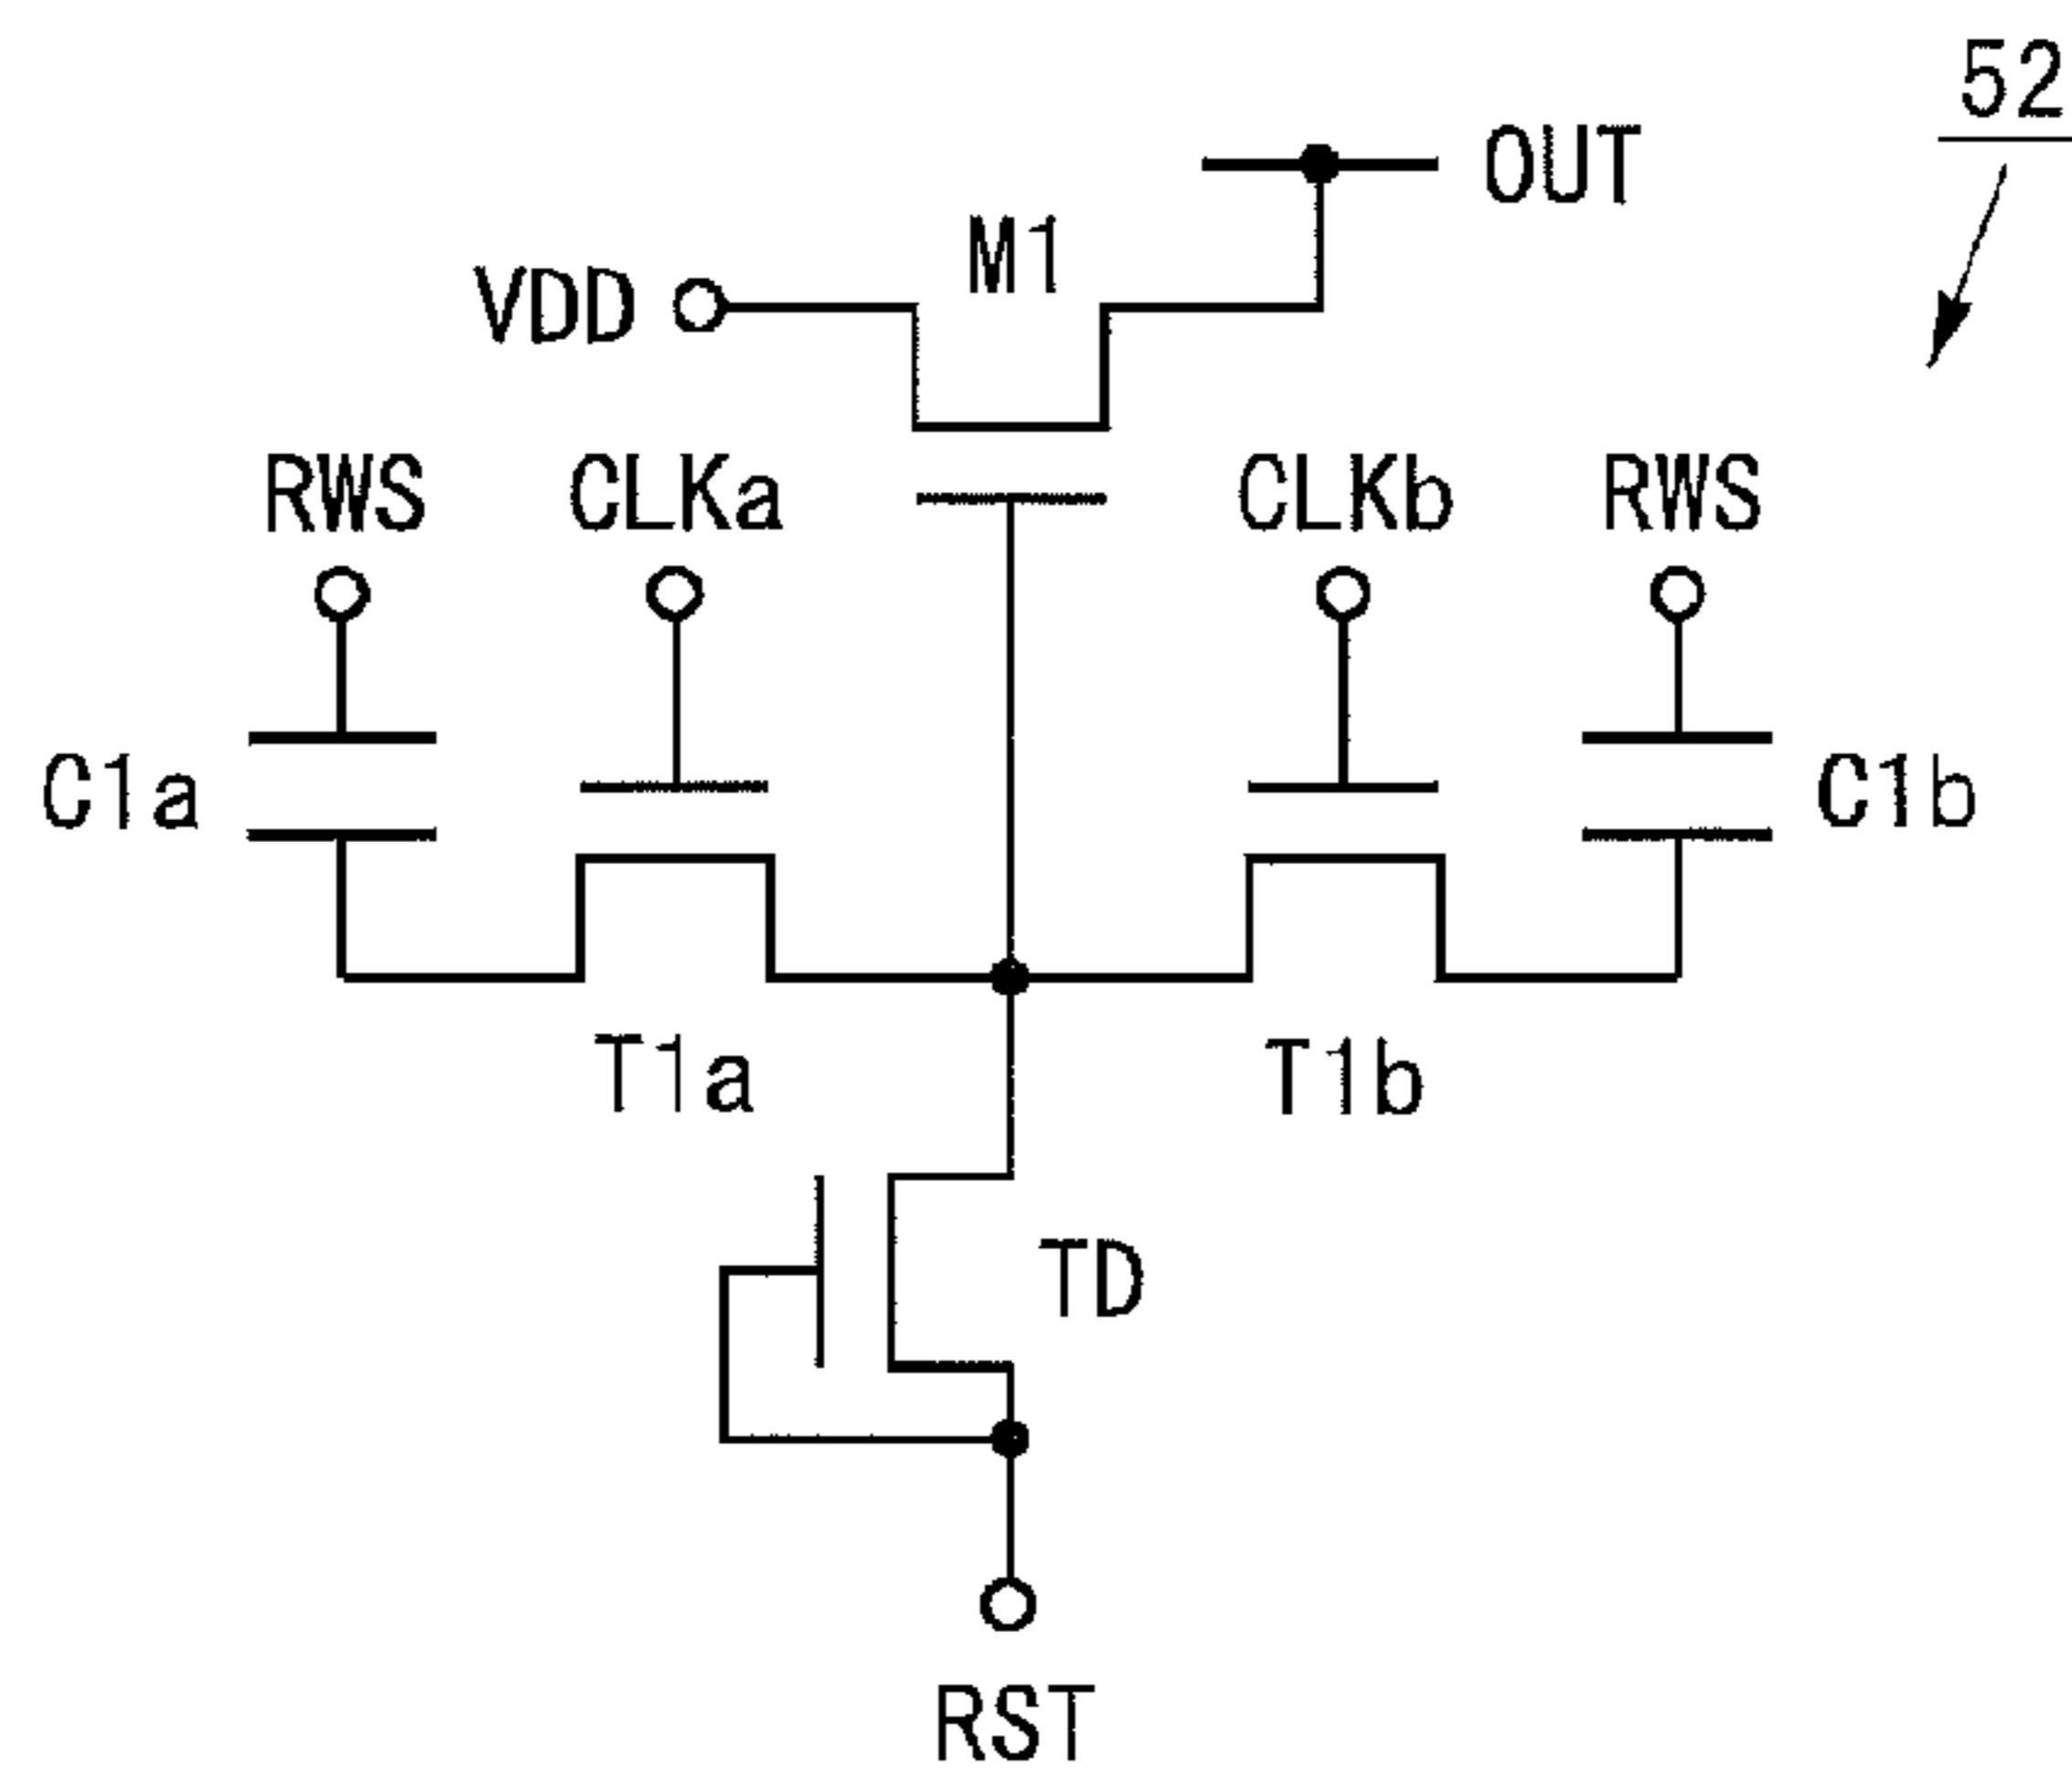 52
OUT
M1
VDD
RWS CLKa CLKb RWS
C1a C1b
T1a T1b
TD
RST